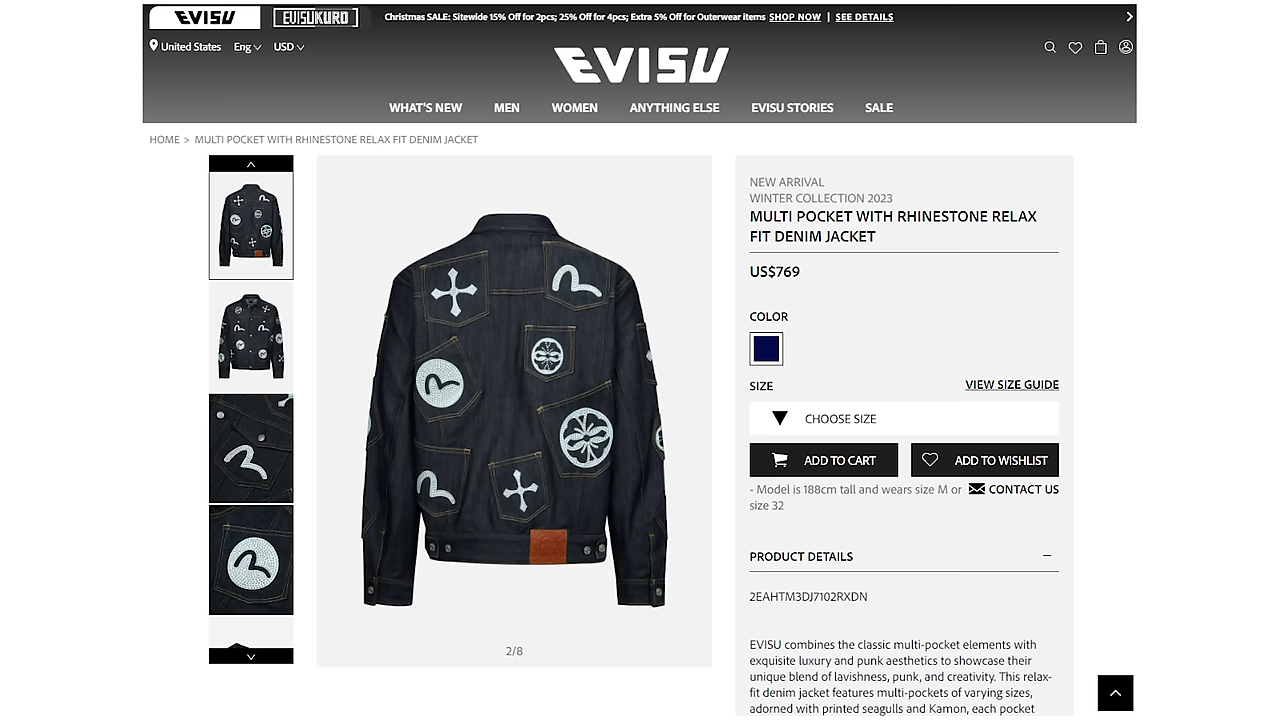 EVISU EVISUKURO Christmas SALE: Sitewide 15% Off for 2pcs; 25% Off for 4pcs; Extra 5% Off for Outerwear items SHOP NOW | SEE DETAILS
United States Eng USD
EVISU
WHAT'S NEW MEN WOMEN ANYTHING ELSE EVISU STORIES SALE
HOME > MULTI POCKET WITH RHINESTONE RELAX FIT DENIM JACKET
2/8
NEW ARRIVAL
WINTER COLLECTION 2023
MULTI POCKET WITH RHINESTONE RELAX
FIT DENIM JACKET
US$769
COLOR
SIZE VIEW SIZE GUIDE
CHOOSE SIZE
ADD TO CART ADD TO WISHLIST
- Model is 188cm tall and wears size M or CONTACT US
size 32
PRODUCT DETAILS
2EAHTM3DJ7102RXDN
EVISU combines the classic multi-pocket elements with
exquisite luxury and punk aesthetics to showcase their
unique blend of lavishness, punk, and creativity. This relax-
fit denim jacket features multi-pockets of varying sizes,
adorned with printed seagulls and Kamon, each pocket